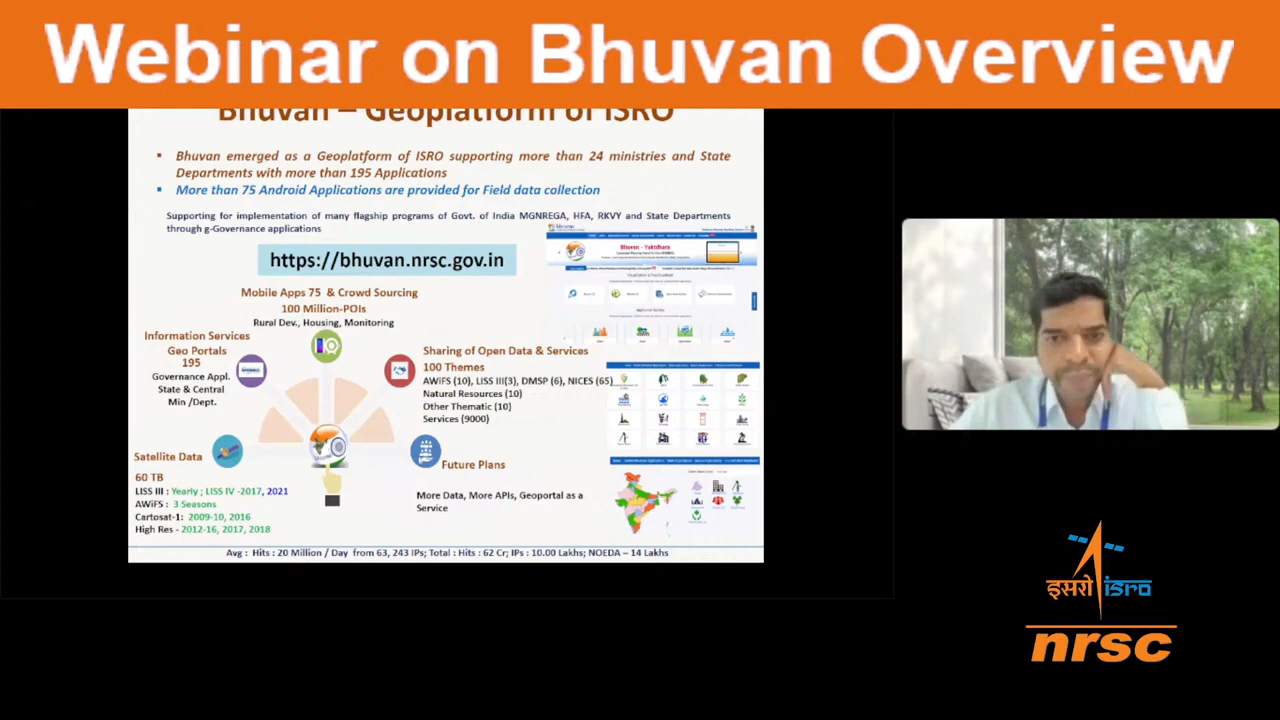 Webinar on Bhuvan Overview
Bhuvan – Geoplatform of ISRO
Bhuvan emerged as a Geoplatform of ISRO supporting more than 24 ministries and State
Departments with more than 195 Applications
More than 75 Android Applications are provided for Field data collection
Supporting for implementation of many flagship programs of Govt. of India MGNREGA, HFA, RKVY and State Departments
through g-Governance applications
https://bhuvan.nrsc.gov.in
Bhuvan - Yuktdhara
Mobile Apps 75 & Crowd Sourcing
100 Million-POIs
Rural Dev., Housing, Monitoring
Information Services
Geo Portals
195
Governance Appl.
State & Central
Min /Dept.
Sharing of Open Data & Services
100 Themes
AWiFS (10), LISS III(3), DMSP (6), NICES (65)
Natural Resources (10)
Other Thematic (10)
Services (9000)
Satellite Data
60 TB
LISS III : Yearly ; LISS IV -2017, 2021
AWiFS : 3 Seasons
Cartosat-1: 2009-10, 2016
High Res - 2012-16, 2017, 2018
Future Plans
More Data, More APIs, Geoportal as a
Service
Avg : Hits : 20 Million / Day from 63, 243 IPs; Total : Hits : 62 Cr; IPs : 10.00 Lakhs; NOEDA – 14 Lakhs
इसरो isro
nrsc